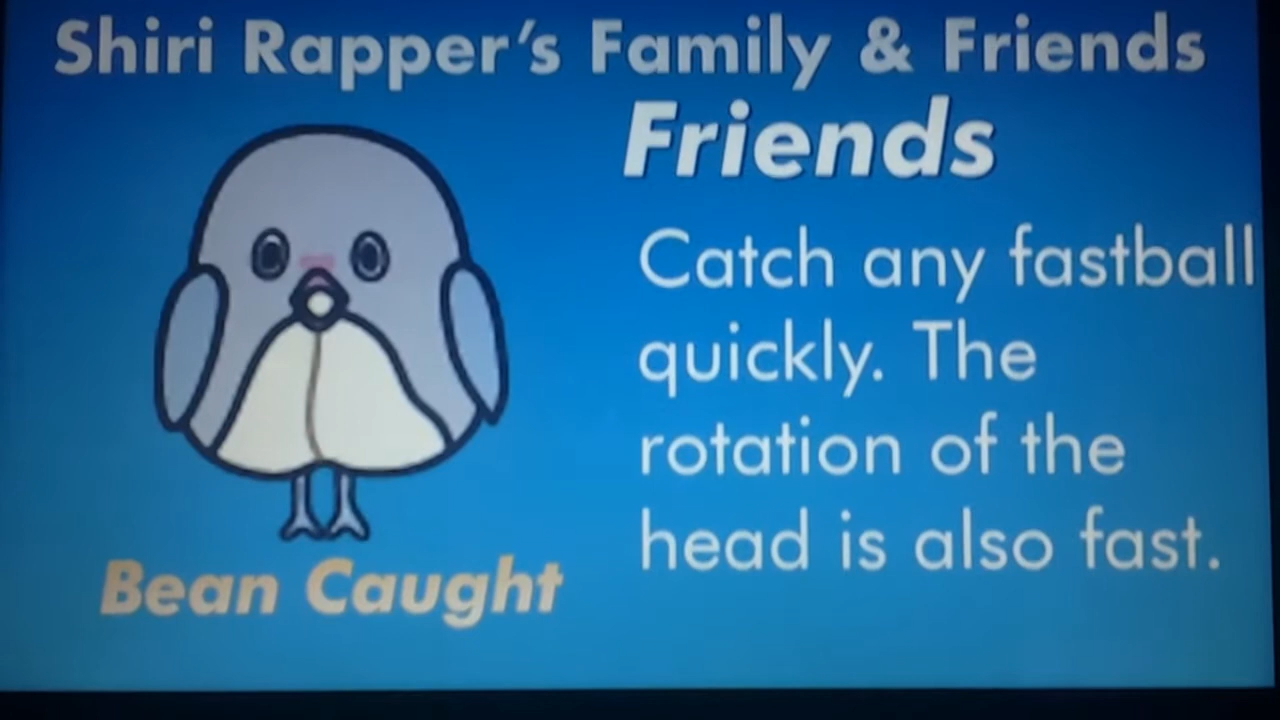 Shiri Rapper's Family & Friends
Friends
Catch any fastball
quickly. The
rotation of the
head is also fast.
Bean Caught